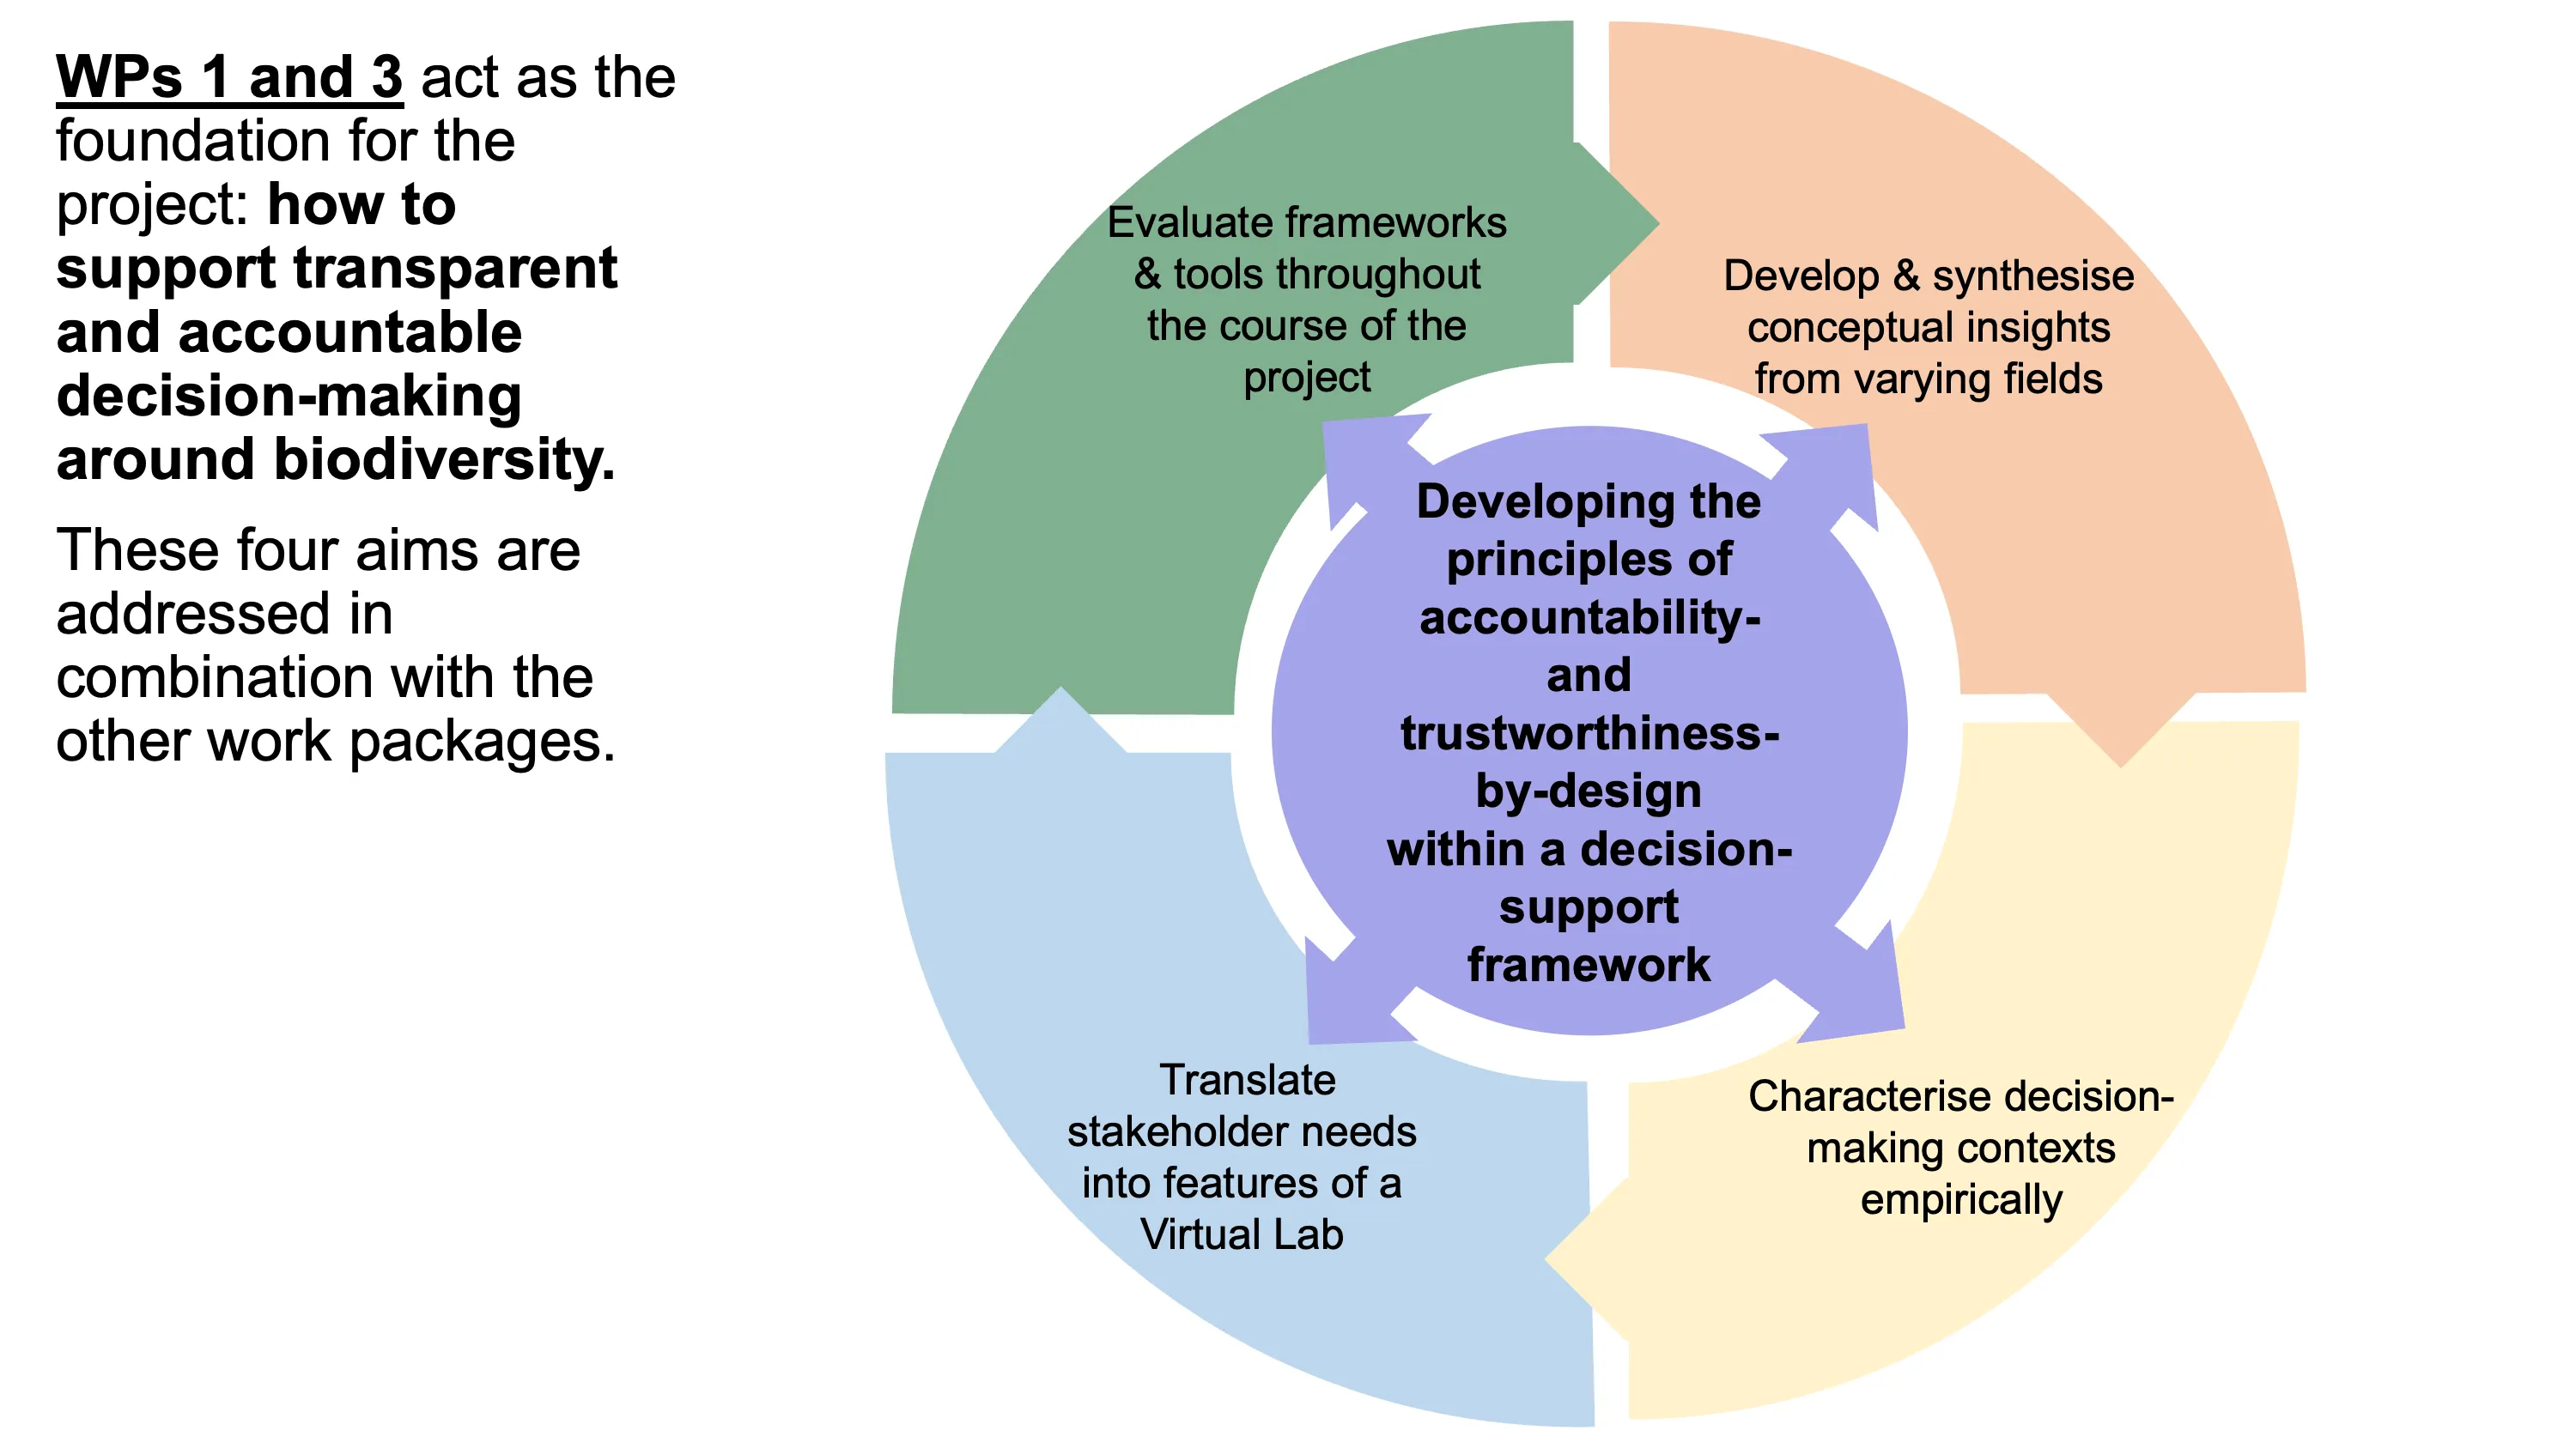 WPs 1 and 3 act as the
foundation for the
project: how to
support transparent
and accountable
decision-making
around biodiversity.
These four aims are
addressed in
combination with the
other work packages.
Evaluate frameworks
& tools throughout
the course of the
project
Develop & synthesise
conceptual insights
from varying fields
Developing the
principles of
accountability-
and
trustworthiness-
by-design
within a decision-
support
framework
Translate
stakeholder needs
into features of a
Virtual Lab
Characterise decision-
making contexts
empirically